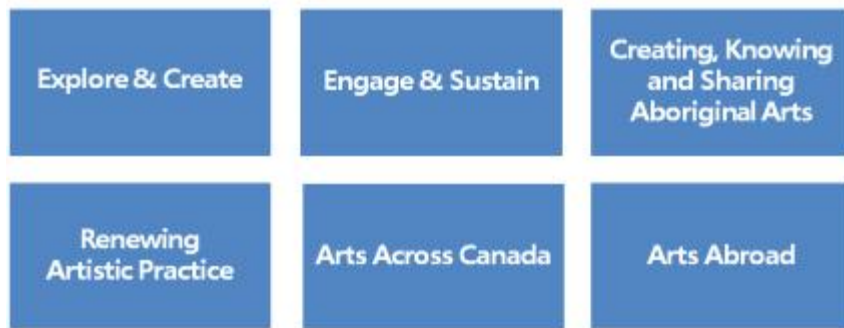 Explore & Create
Engage & Sustain
Creating, Knowing
and Sharing
Aboriginal Arts
Renewing
Artistic Practice
Arts Across Canada
Arts Abroad